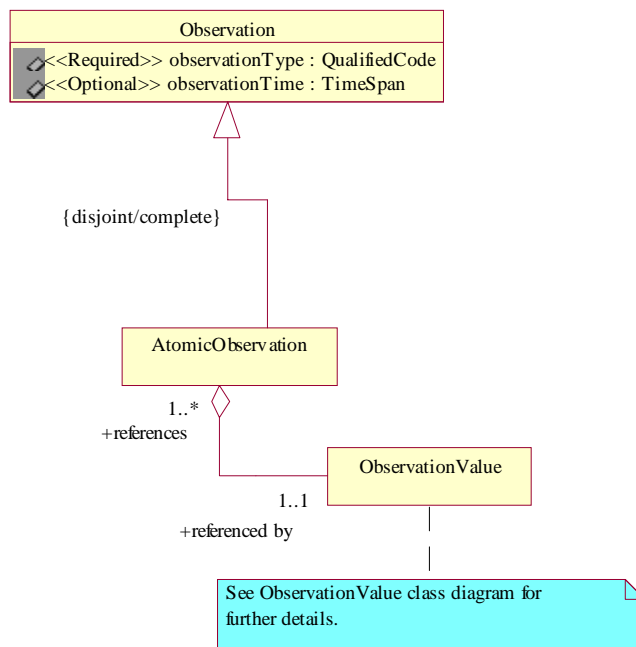 Observation
<<Required>> observationType : QualifiedCode
<<Optional>> observationTime : TimeSpan
{disjoint/complete}
AtomicObservation
1..*
+references
ObservationValue
1..1
+referenced by
See ObservationValue class diagram for
further details.